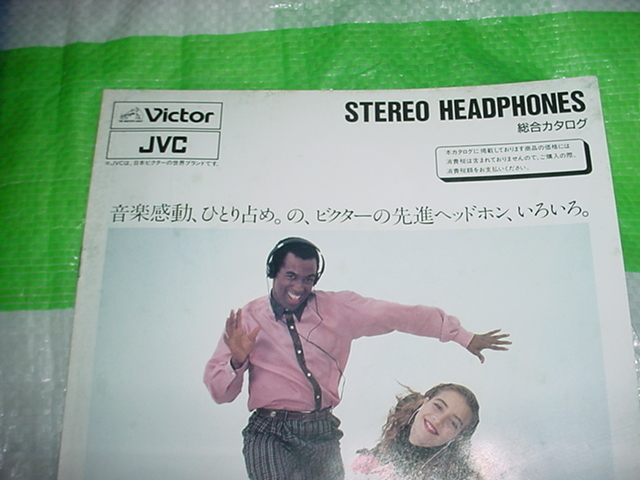 Victor
JVC
※JVCは、日本ビクターの世界ブランドです。
STEREO HEADPHONES
総合カタログ
本カタログに掲載しております商品の価格には
消費税は含まれておりませんので、ご購入の際、
消費税額をお支払いください。
音楽感動、ひとり占め。の、ビクターの先進ヘッドホン、いろいろ。